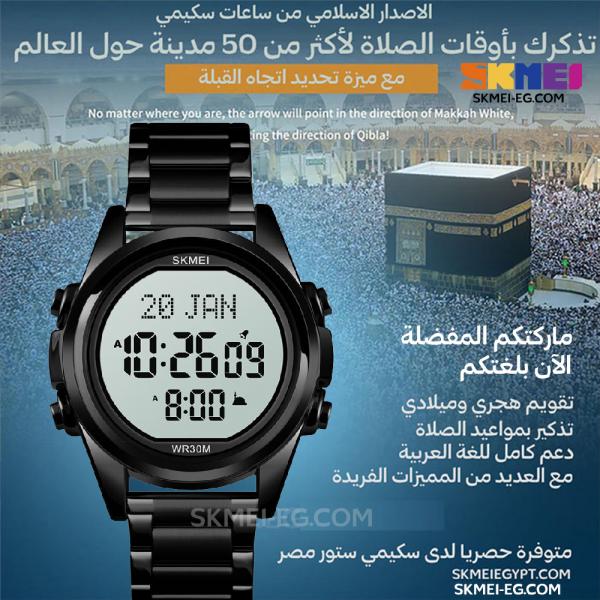 الاصدار الاسلامي من ساعات سكيمي
تذكرك بأوقات الصلاة لأكثر من 50 مدينة حول العالم
مع ميزة تحديد اتجاه القبلة
SKMEI
SKMEI-EG.COM
No matter where you are, the arrow will point in the direction of Makkah White,
ing the direction of Qibla!
SKMEI
20 JAN
A 10:26 09
A 8:00
WR30M
ماركتكم المفضلة
الآن بلغتكم
تقويم هجري وميلادي
تذكير بمواعيد الصلاة
دعم كامل للغة العربية
مع العديد من المميزات الفريدة
SKMEI-EG.COM
متوفرة حصريا لدى سكيمي ستور مصر
SKMEIEGYPT.COM
SKMEI-EG.COM